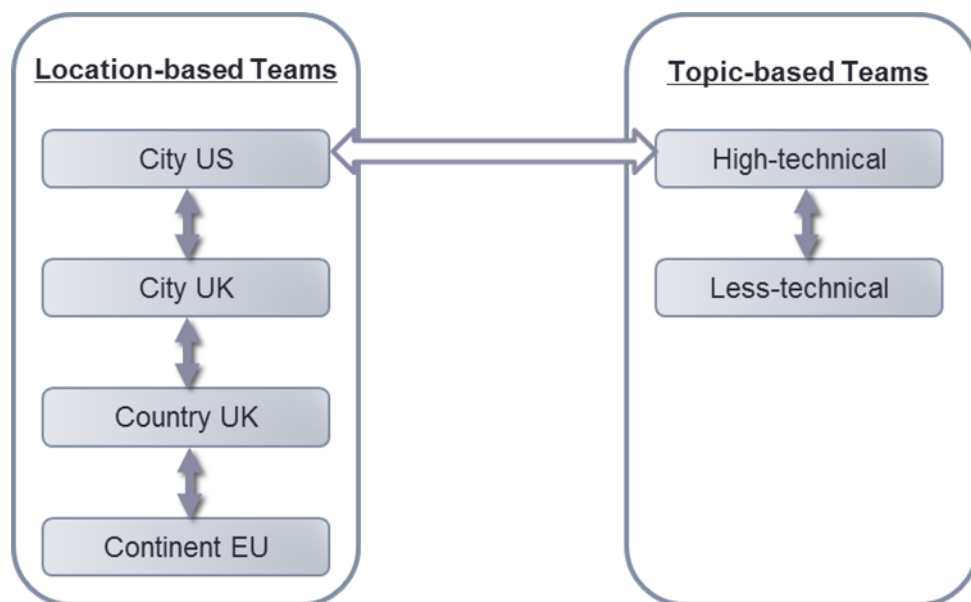 Location-based Teams
City US
City UK
Country UK
Continent EU
Topic-based Teams
High-technical
Less-technical